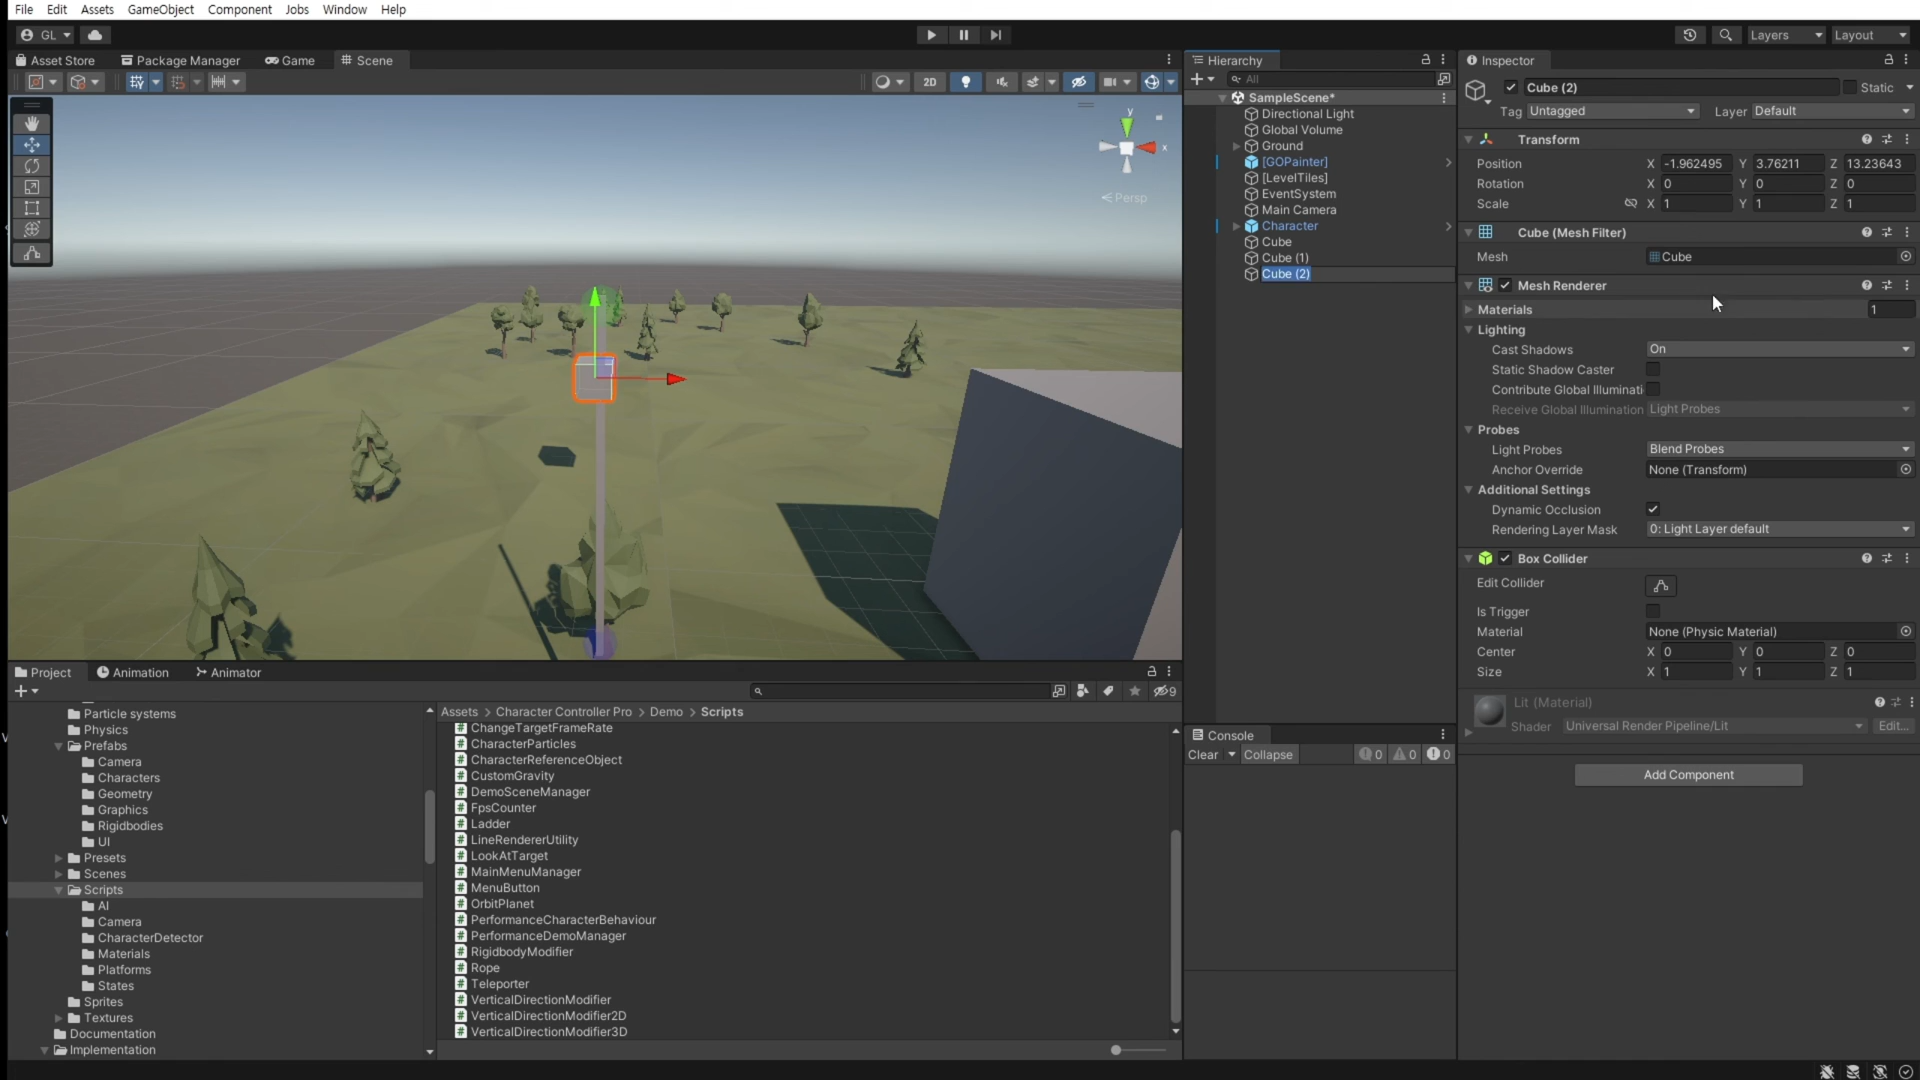 File Edit Assets GameObject Component Jobs Window Help
GL Layers Layout
Asset Store Package Manager Game Scene
2D
y
x
Persp
Hierarchy
All
SampleScene*
Directional Light
Global Volume
Ground
[GOPainter]
[LevelTiles]
EventSystem
Main Camera
Character
Cube
Cube (1)
Cube (2)
Inspector
Cube (2) Static
Tag Untagged Layer Default
Transform
Position X -1.962495 Y 3.76211 Z 13.23643
Rotation X 0 Y 0 Z 0
Scale X 1 Y 1 Z 1
Cube (Mesh Filter)
Mesh Cube
Mesh Renderer
Materials 1
Lighting
Cast Shadows On
Static Shadow Caster
Contribute Global Illuminati
Receive Global Illumination Light Probes
Probes
Light Probes Blend Probes
Anchor Override None (Transform)
Additional Settings
Dynamic Occlusion
Rendering Layer Mask 0: Light Layer default
Box Collider
Edit Collider
Is Trigger
Material None (Physic Material)
Center X 0 Y 0 Z 0
Size X 1 Y 1 Z 1
Lit (Material)
Shader Universal Render Pipeline/Lit Edit...
Add Component
Project Animation Animator
9
Particle systems
Physics
Prefabs
Camera
Characters
Geometry
Graphics
Rigidbodies
UI
Presets
Scenes
Scripts
AI
Camera
CharacterDetector
Materials
Platforms
States
Sprites
Textures
Documentation
Implementation
Assets > Character Controller Pro > Demo > Scripts
ChangeTargetFrameRate
CharacterParticles
CharacterReferenceObject
CustomGravity
DemoSceneManager
FpsCounter
Ladder
LineRendererUtility
LookAtTarget
MainMenuManager
MenuButton
OrbitPlanet
PerformanceCharacterBehaviour
PerformanceDemoManager
RigidbodyModifier
Rope
Teleporter
VerticalDirectionModifier
VerticalDirectionModifier2D
VerticalDirectionModifier3D
Console
Clear Collapse 0 0 0